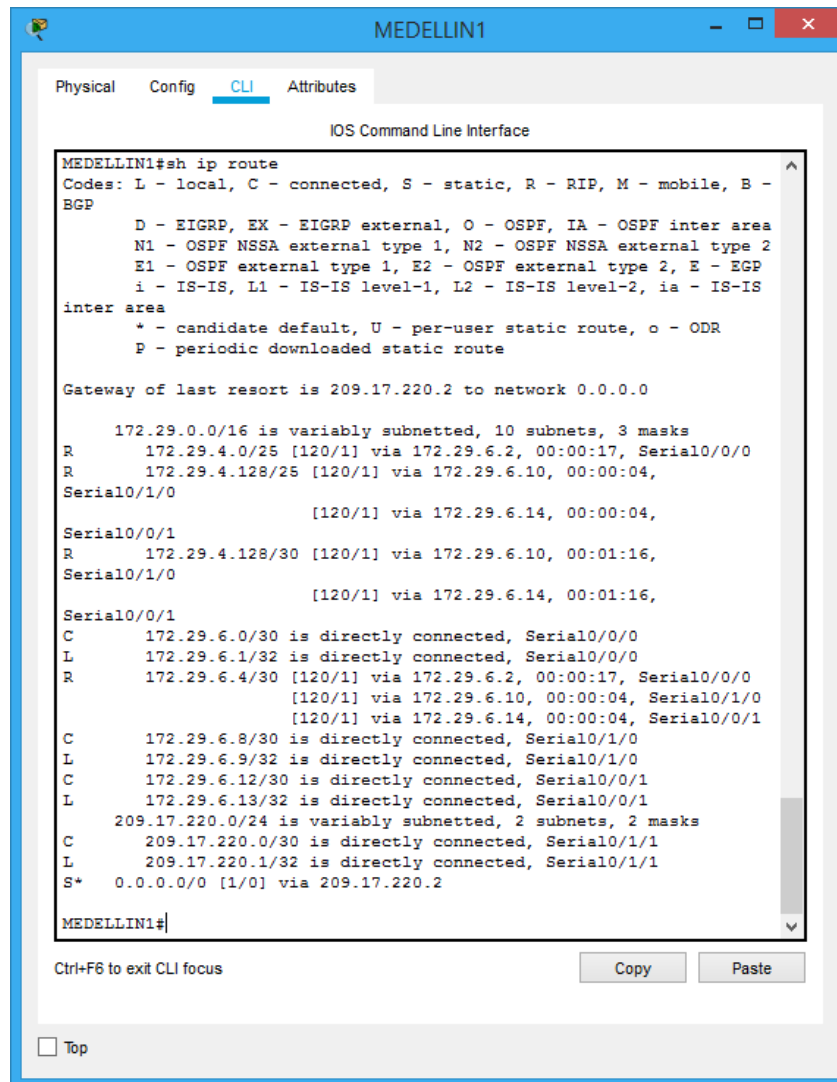 MEDELLIN1
Physical Config CLI Attributes
IOS Command Line Interface
MEDELLIN1#sh ip route
Codes: L - local, C - connected, S - static, R - RIP, M - mobile, B -
BGP
       D - EIGRP, EX - EIGRP external, O - OSPF, IA - OSPF inter area
       N1 - OSPF NSSA external type 1, N2 - OSPF NSSA external type 2
       E1 - OSPF external type 1, E2 - OSPF external type 2, E - EGP
       i - IS-IS, L1 - IS-IS level-1, L2 - IS-IS level-2, ia - IS-IS
inter area
       * - candidate default, U - per-user static route, o - ODR
       P - periodic downloaded static route

Gateway of last resort is 209.17.220.2 to network 0.0.0.0

     172.29.0.0/16 is variably subnetted, 10 subnets, 3 masks
R       172.29.4.0/25 [120/1] via 172.29.6.2, 00:00:17, Serial0/0/0
R       172.29.4.128/25 [120/1] via 172.29.6.10, 00:00:04,
Serial0/1/0
                        [120/1] via 172.29.6.14, 00:00:04,
Serial0/0/1
R       172.29.4.128/30 [120/1] via 172.29.6.10, 00:01:16,
Serial0/1/0
                        [120/1] via 172.29.6.14, 00:01:16,
Serial0/0/1
C       172.29.6.0/30 is directly connected, Serial0/0/0
L       172.29.6.1/32 is directly connected, Serial0/0/0
R       172.29.6.4/30 [120/1] via 172.29.6.2, 00:00:17, Serial0/0/0
                      [120/1] via 172.29.6.10, 00:00:04, Serial0/1/0
                      [120/1] via 172.29.6.14, 00:00:04, Serial0/0/1
C       172.29.6.8/30 is directly connected, Serial0/1/0
L       172.29.6.9/32 is directly connected, Serial0/1/0
C       172.29.6.12/30 is directly connected, Serial0/0/1
L       172.29.6.13/32 is directly connected, Serial0/0/1
     209.17.220.0/24 is variably subnetted, 2 subnets, 2 masks
C       209.17.220.0/30 is directly connected, Serial0/1/1
L       209.17.220.1/32 is directly connected, Serial0/1/1
S*   0.0.0.0/0 [1/0] via 209.17.220.2

MEDELLIN1#
Ctrl+F6 to exit CLI focus Copy Paste
Top